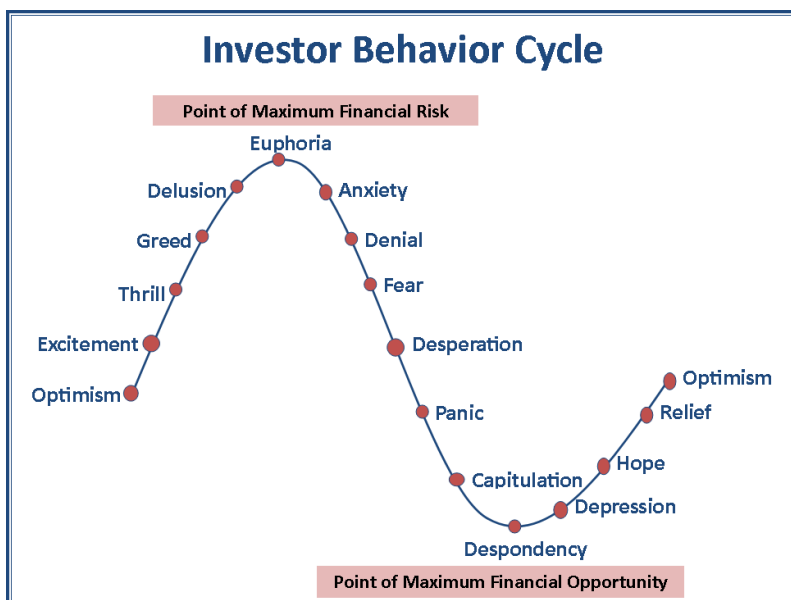 Investor Behavior Cycle
Point of Maximum Financial Risk
Euphoria
Delusion
Anxiety
Greed
Denial
Thrill
Fear
Excitement
Desperation
Optimism
Optimism
Panic
Relief
Hope
Capitulation
Depression
Despondency
Point of Maximum Financial Opportunity